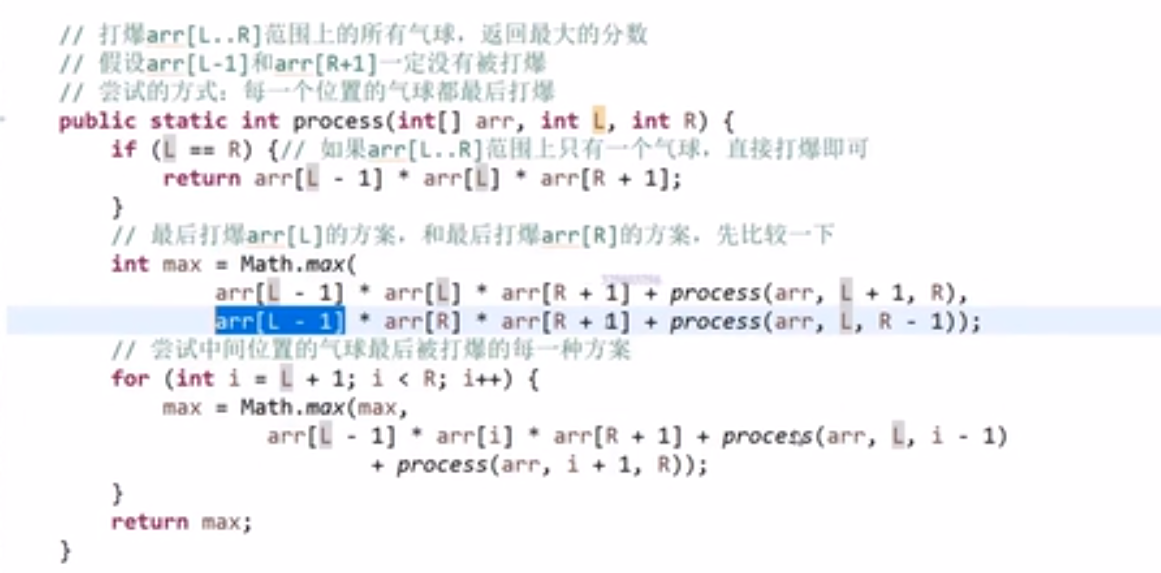 // 打爆arr[L..R]范围上的所有气球，返回最大的分数
// 假设arr[L-1]和arr[R+1]一定没有被打爆
// 尝试的方式：每一个位置的气球都最后打爆
public static int process(int[] arr, int L, int R) {
if (L == R) {// 如果arr[L..R]范围上只有一个气球，直接打爆即可
return arr[L - 1] * arr[L] * arr[R + 1];
}
// 最后打爆arr[L]的方案，和最后打爆arr[R]的方案，先比较一下
int max = Math.max(
arr[L - 1] * arr[L] * arr[R + 1] + process(arr, L + 1, R),
arr[L - 1] * arr[R] * arr[R + 1] + process(arr, L, R - 1));
// 尝试中间位置的气球最后被打爆的每一种方案
for (int i = L + 1; i < R; i++) {
max = Math.max(max,
arr[L - 1] * arr[i] * arr[R + 1] + process(arr, L, i - 1)
+ process(arr, i + 1, R));
}
return max;
}